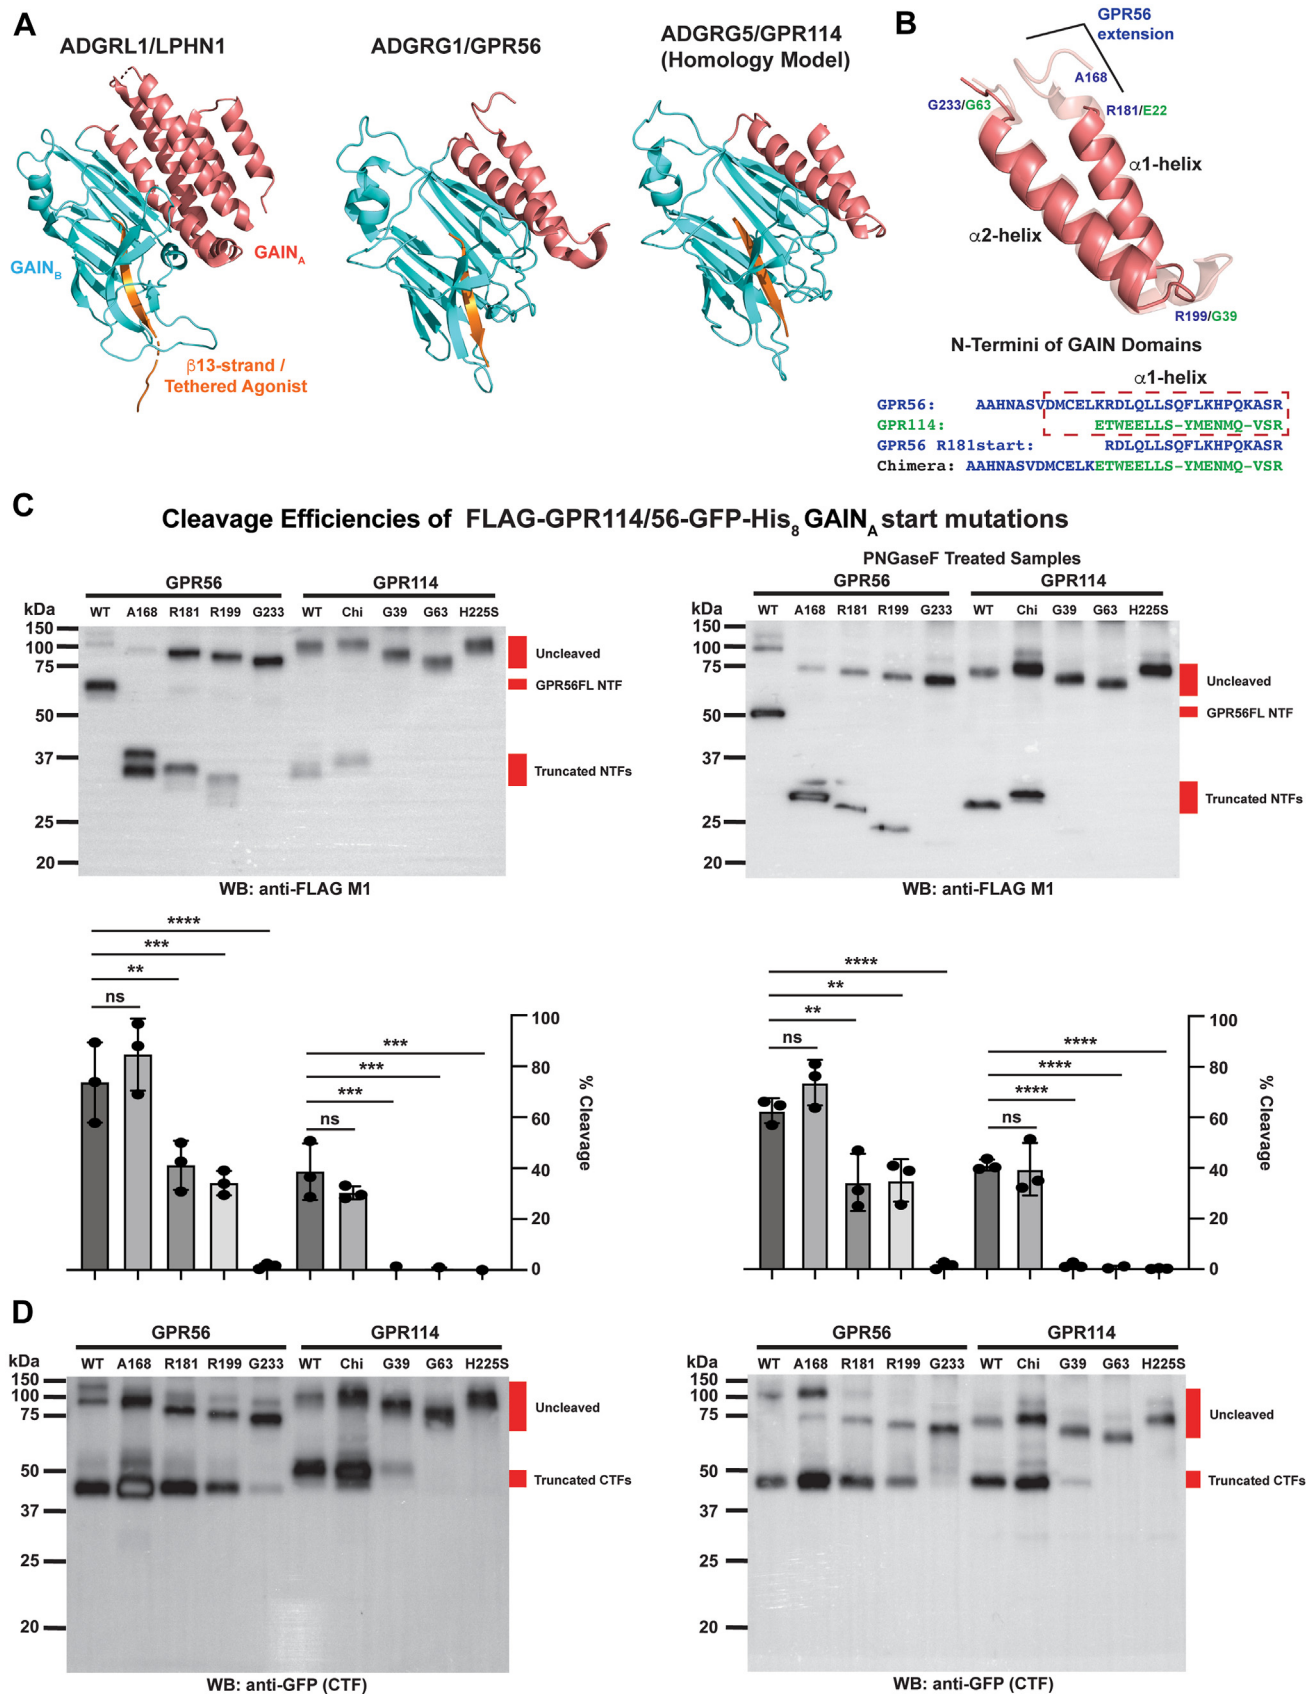 A
ADGRL1/LPHN1
ADGRG1/GPR56
ADGRG5/GPR114
(Homology Model)
GAINB
GAINA
β13-strand /
Tethered Agonist
B
GPR56
extension
A168
G233/G63
R181/E22
α1-helix
α2-helix
R199/G39
N-Termini of GAIN Domains
α1-helix
GPR56: AAHNASVDMCELKRDLQLLSQFLKHPQKASR
GPR114: ETWEELLS-YMENMQ-VSR
GPR56 R181start: RDLQLLSQFLKHPQKASR
Chimera: AAHNASVDMCELKETWEELLS-YMENMQ-VSR
C
Cleavage Efficiencies of FLAG-GPR114/56-GFP-His8 GAINA start mutations
GPR56 GPR114
kDa WT A168 R181 R199 G233 WT Chi G39 G63 H225S
150
100
75
50
37
25
20
Uncleaved
GPR56FL NTF
Truncated NTFs
WB: anti-FLAG M1
PNGaseF Treated Samples
GPR56 GPR114
kDa WT A168 R181 R199 G233 WT Chi G39 G63 H225S
150
100
75
50
37
25
20
Uncleaved
GPR56FL NTF
Truncated NTFs
WB: anti-FLAG M1
****
***
**
ns
***
***
***
ns
100
80
60
40
20
0
% Cleavage
****
**
**
ns
****
****
****
ns
100
80
60
40
20
0
% Cleavage
D
GPR56 GPR114
kDa WT A168 R181 R199 G233 WT Chi G39 G63 H225S
150
100
75
50
37
25
20
Uncleaved
Truncated CTFs
WB: anti-GFP (CTF)
GPR56 GPR114
kDa WT A168 R181 R199 G233 WT Chi G39 G63 H225S
150
100
75
50
37
25
20
Uncleaved
Truncated CTFs
WB: anti-GFP (CTF)